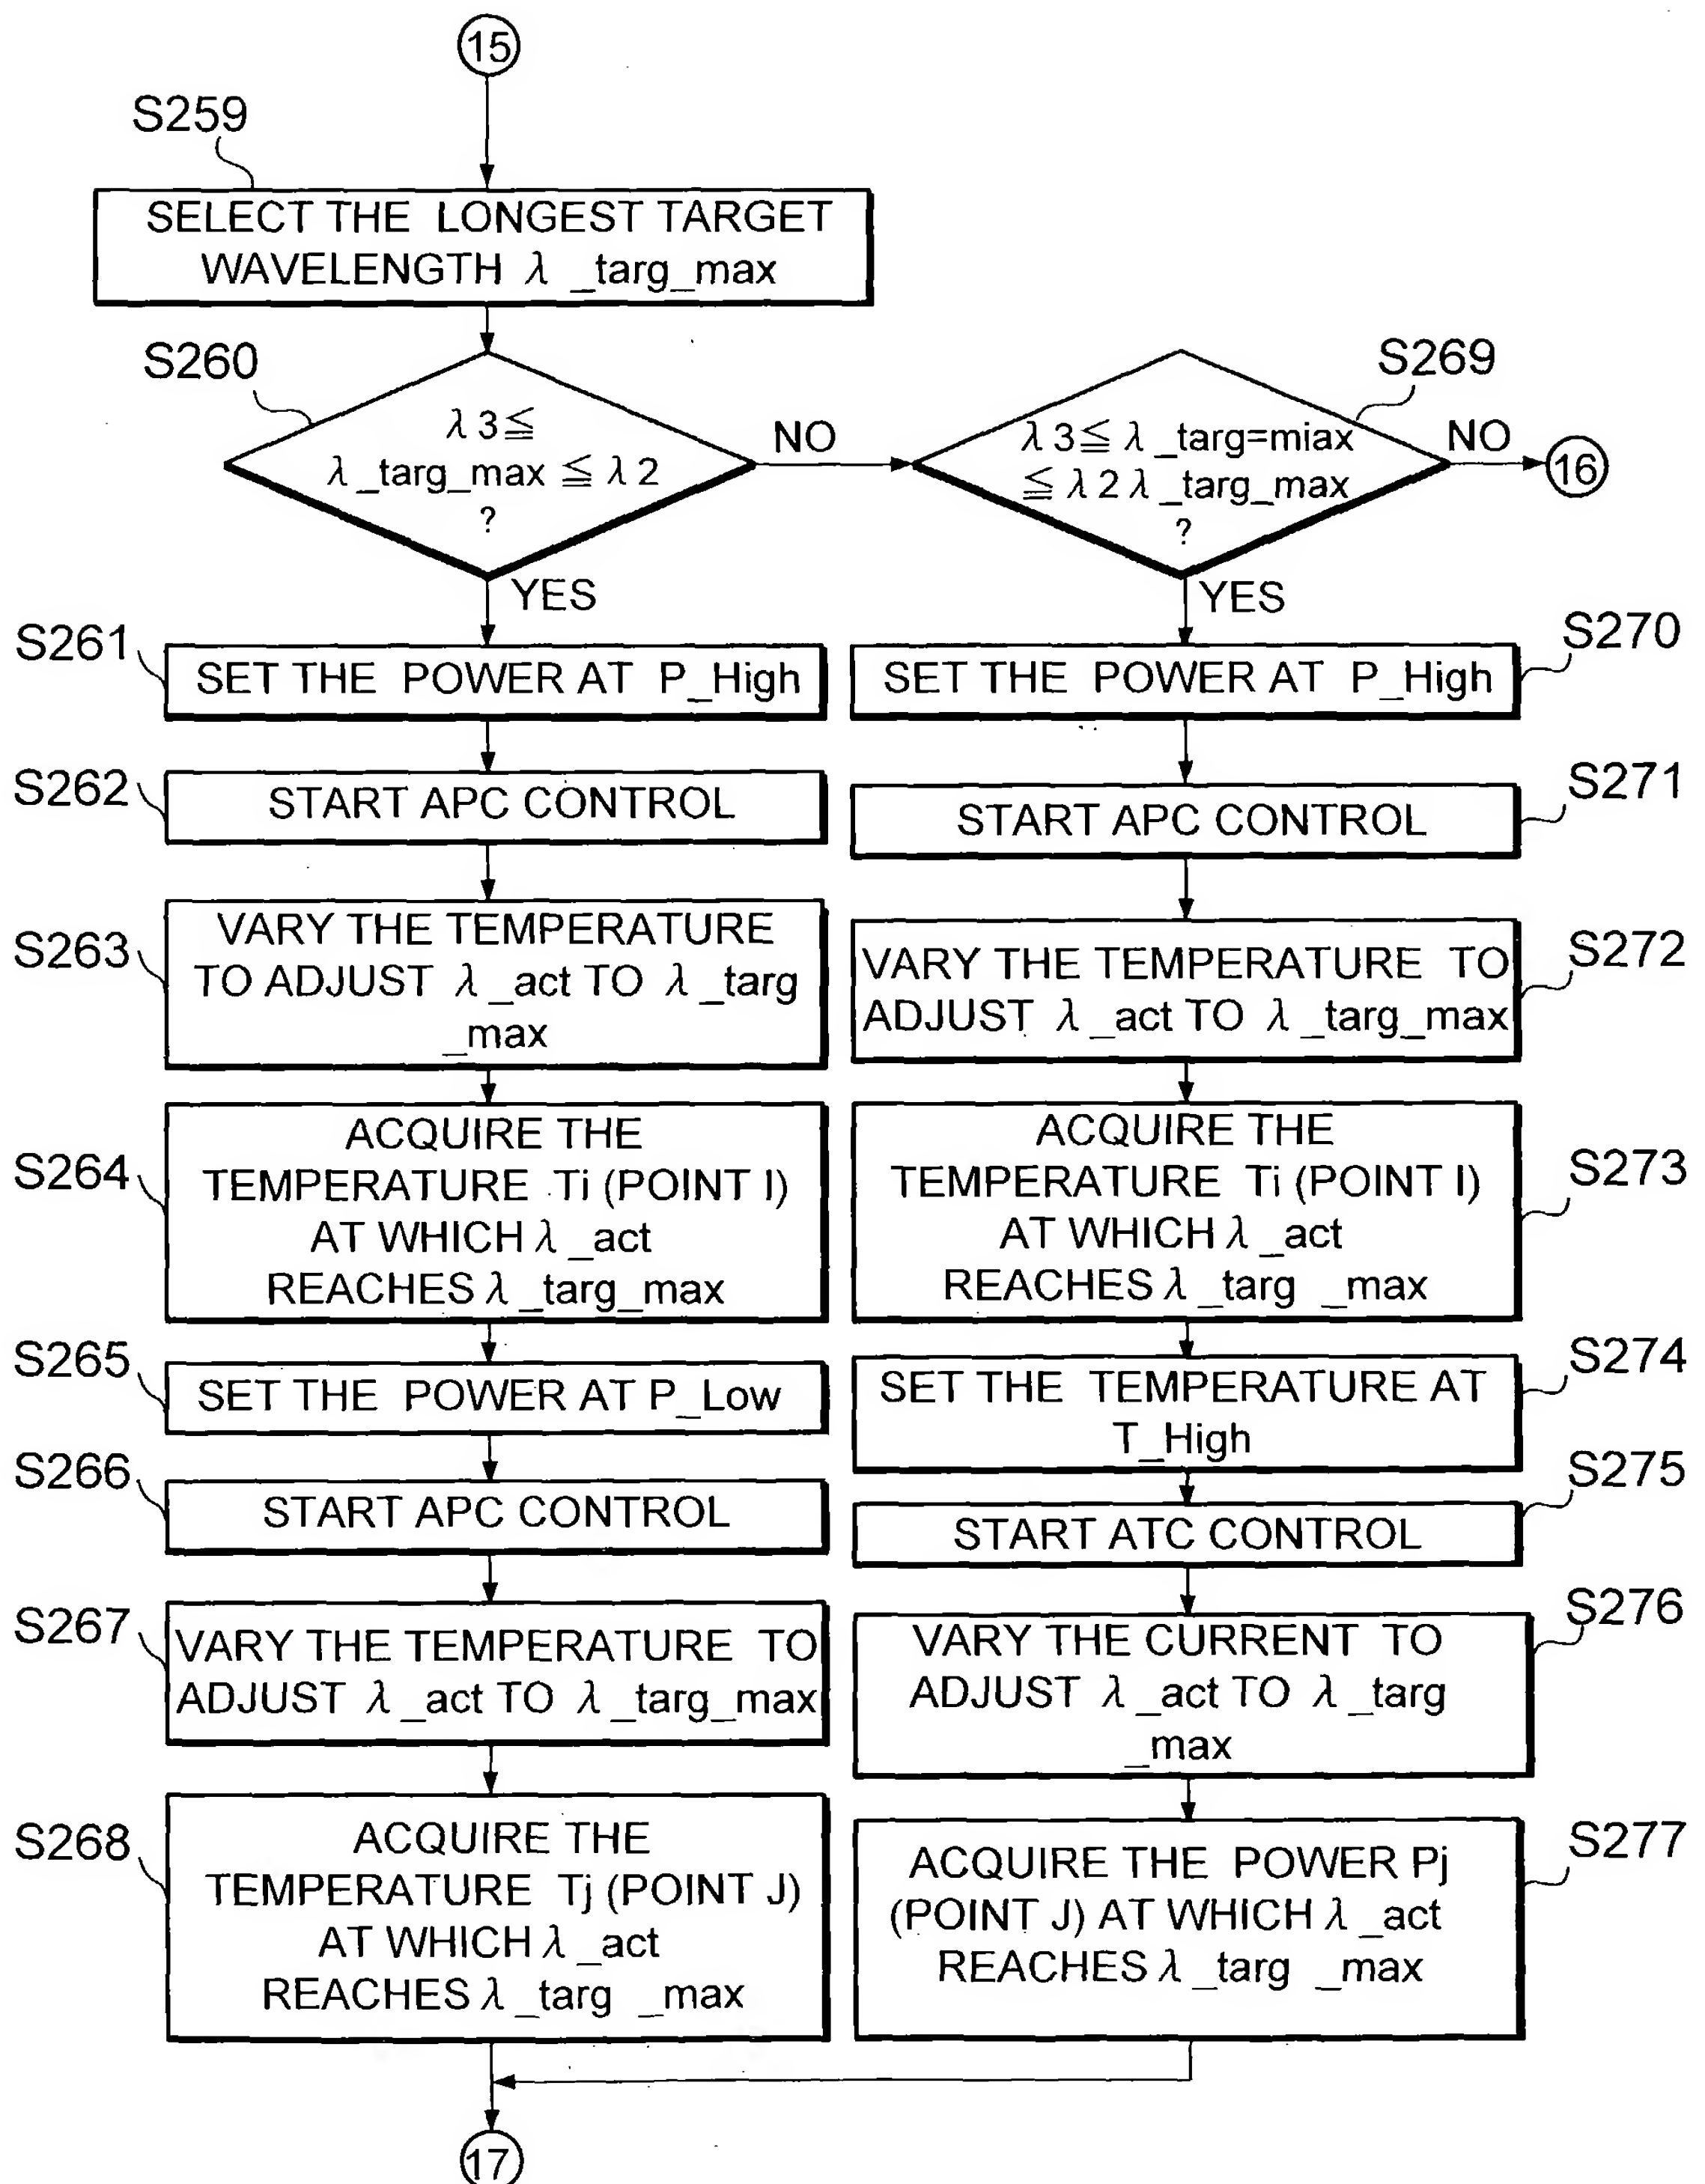 15
S259
SELECT THE LONGEST TARGET
WAVELENGTH λ _targ_max
S260
λ 3≦
λ _targ_max ≦ λ 2
?
NO
YES
S269
λ 3≦ λ _targ=miax
≦ λ 2 λ _targ_max
?
NO
16
YES
S261
SET THE POWER AT P_High
S262
START APC CONTROL
S263
VARY THE TEMPERATURE
TO ADJUST λ _act TO λ _targ
_max
S264
ACQUIRE THE
TEMPERATURE Ti (POINT I)
AT WHICH λ _act
REACHES λ _targ_max
S265
SET THE POWER AT P_Low
S266
START APC CONTROL
S267
VARY THE TEMPERATURE TO
ADJUST λ _act TO λ _targ_max
S268
ACQUIRE THE
TEMPERATURE Tj (POINT J)
AT WHICH λ _act
REACHES λ _targ _max
S270
SET THE POWER AT P_High
S271
START APC CONTROL
S272
VARY THE TEMPERATURE TO
ADJUST λ _act TO λ _targ_max
S273
ACQUIRE THE
TEMPERATURE Ti (POINT I)
AT WHICH λ _act
REACHES λ _targ _max
S274
SET THE TEMPERATURE AT
T_High
S275
START ATC CONTROL
S276
VARY THE CURRENT TO
ADJUST λ _act TO λ _targ
_max
S277
ACQUIRE THE POWER Pj
(POINT J) AT WHICH λ _act
REACHES λ _targ _max
17